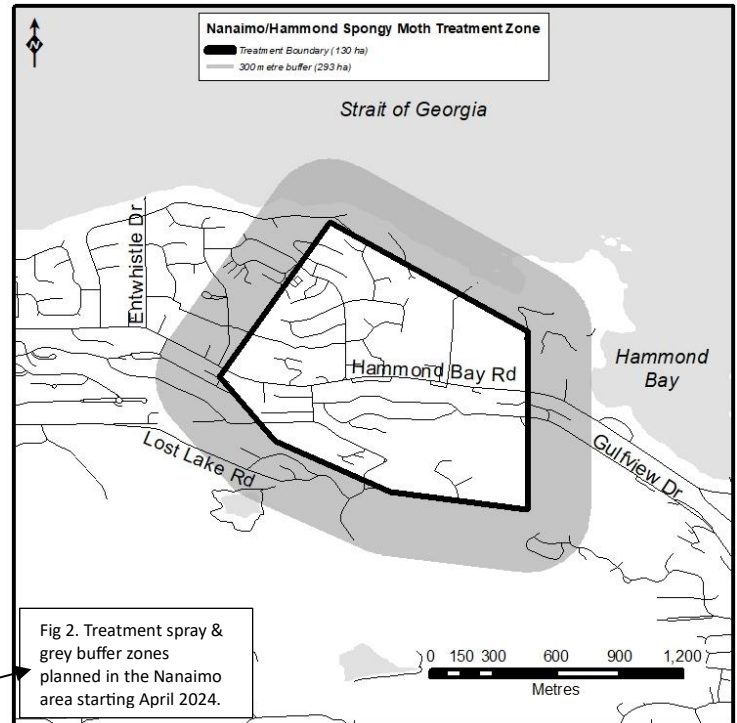 N
Nanaimo/Hammond Spongy Moth Treatment Zone
Treatment Boundary (130 ha)
300 metre buffer (293 ha)
Strait of Georgia
Entwhistle Dr
Hammond Bay Rd
Hammond
Bay
Gulfview Dr
Lost Lake Rd
Fig 2. Treatment spray &
grey buffer zones
planned in the Nanaimo
area starting April 2024.
0 150 300 600 900 1,200
Metres